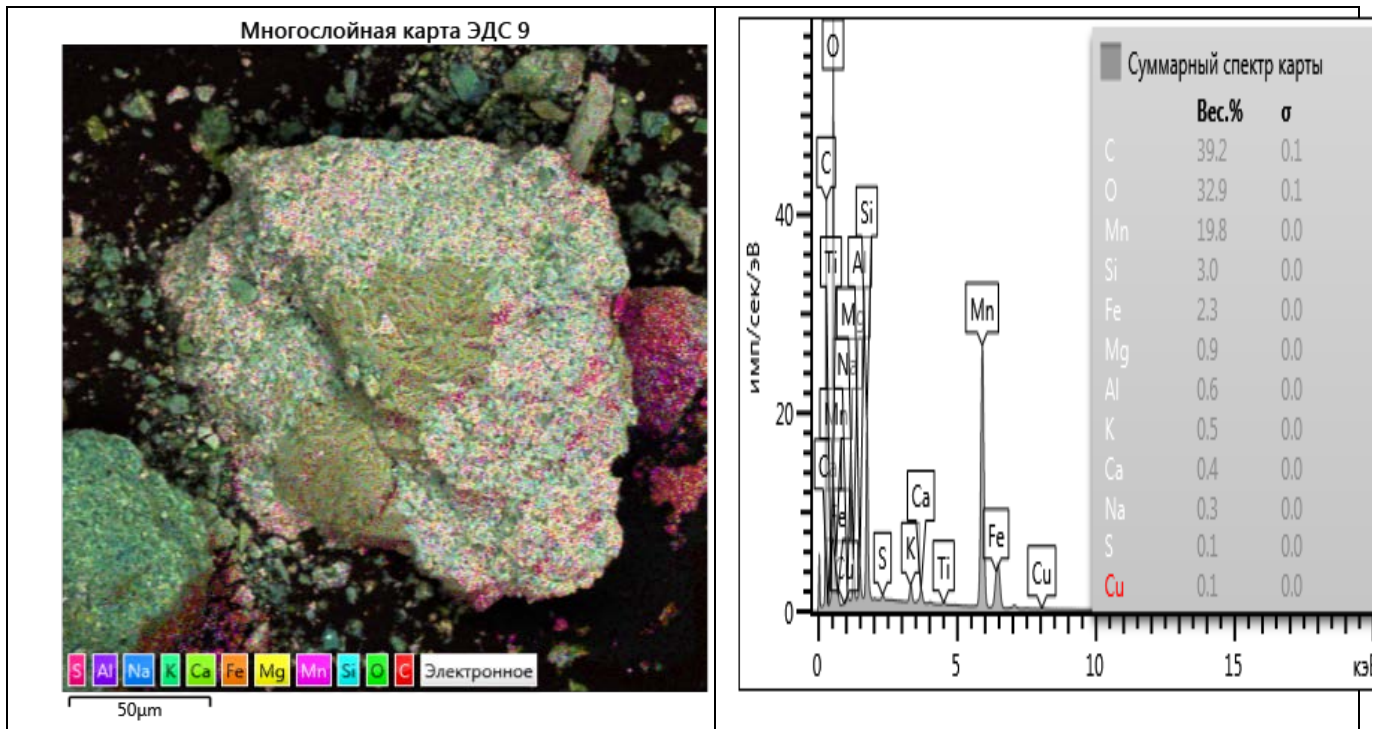 Многослойная карта ЭДС 9
S Al Na K Ca Fe Mg Mn Si O C Электронное
50µm
имп/сек/эВ
40
20
0
O
C
Si
Ti
Al
Mg
Na
Mn
Mn
Ca
Fe
Cu
S
K
Ca
Ti
Fe
Cu
0 5 10 15
Суммарный спектр карты
Вес.% σ
C 39.2 0.1
O 32.9 0.1
Mn 19.8 0.0
Si 3.0 0.0
Fe 2.3 0.0
Mg 0.9 0.0
Al 0.6 0.0
K 0.5 0.0
Ca 0.4 0.0
Na 0.3 0.0
S 0.1 0.0
Cu 0.1 0.0